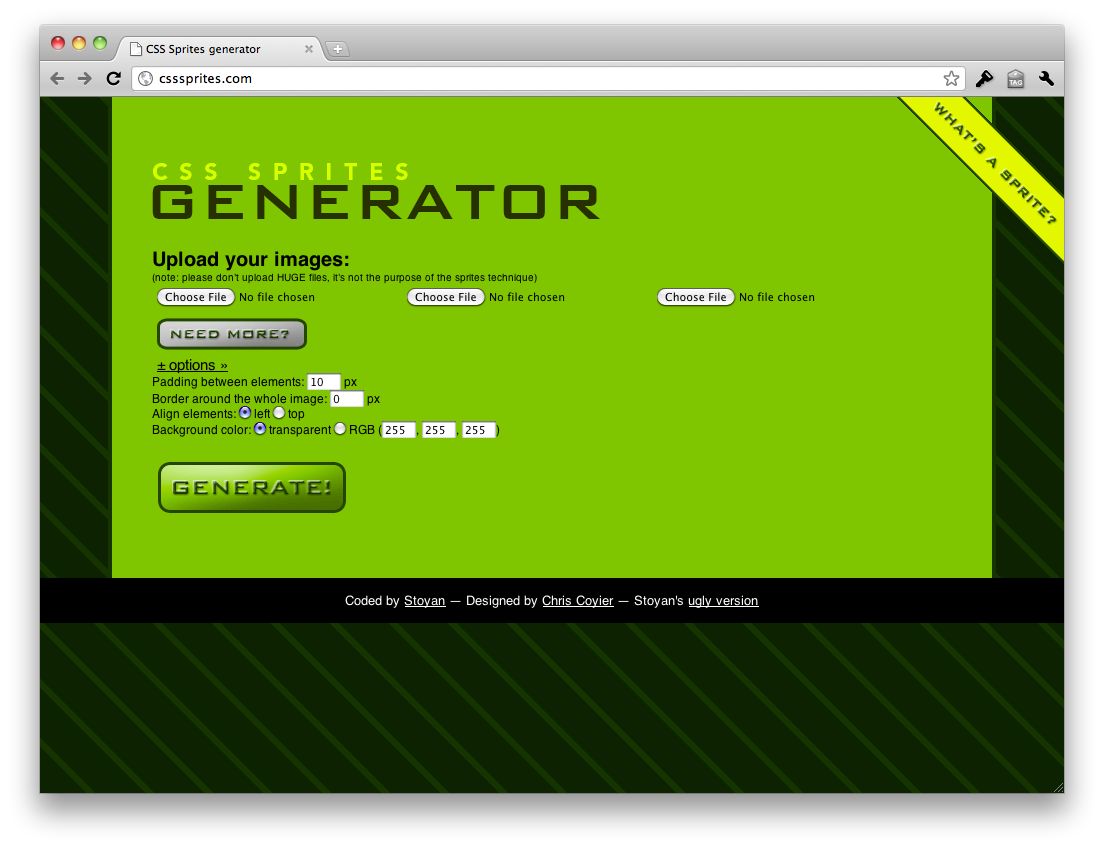 CSS Sprites generator
csssprites.com
TAG
WHAT'S A SPRITE?
CSS SPRITES
GENERATOR
Upload your images:
(note: please don't upload HUGE files, it's not the purpose of the sprites technique)
Choose File No file chosen Choose File No file chosen Choose File No file chosen
NEED MORE?
± options »
Padding between elements: 10 px
Border around the whole image: 0 px
Align elements: left top
Background color: transparent RGB (255, 255, 255)
GENERATE!
Coded by Stoyan — Designed by Chris Coyier — Stoyan's ugly version